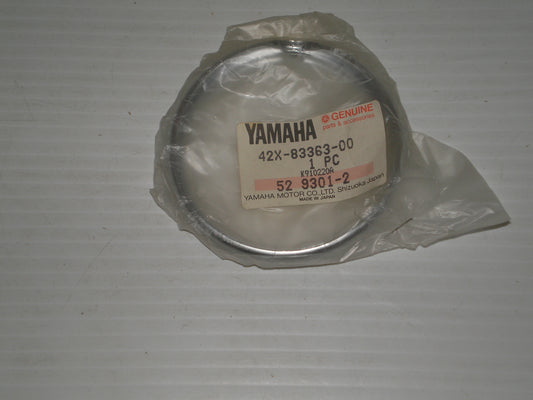 YAMAHA
GENUINE
parts & accessories
42X-83363-00
1 PC
K910220A
52 9301-2
YAMAHA MOTOR CO.,LTD. Shizuoka Japan
MADE IN JAPAN